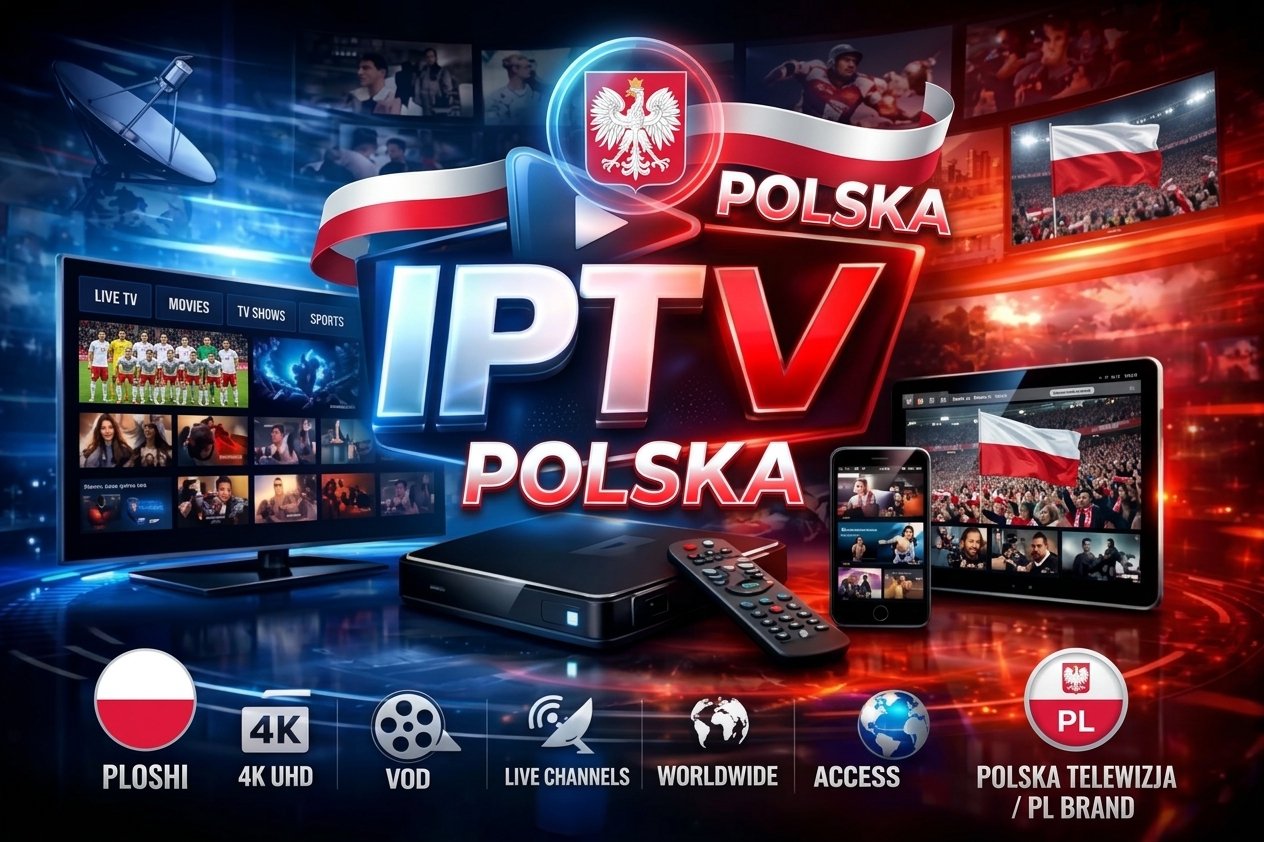 POLSKA
IPTV
POLSKA
LIVE TV
MOVIES
TV SHOWS
SPORTS
PLOSHI
4K
4K UHD
VOD
LIVE CHANNELS
WORLDWIDE
ACCESS
PL
POLSKA TELEWIZJA
/ PL BRAND